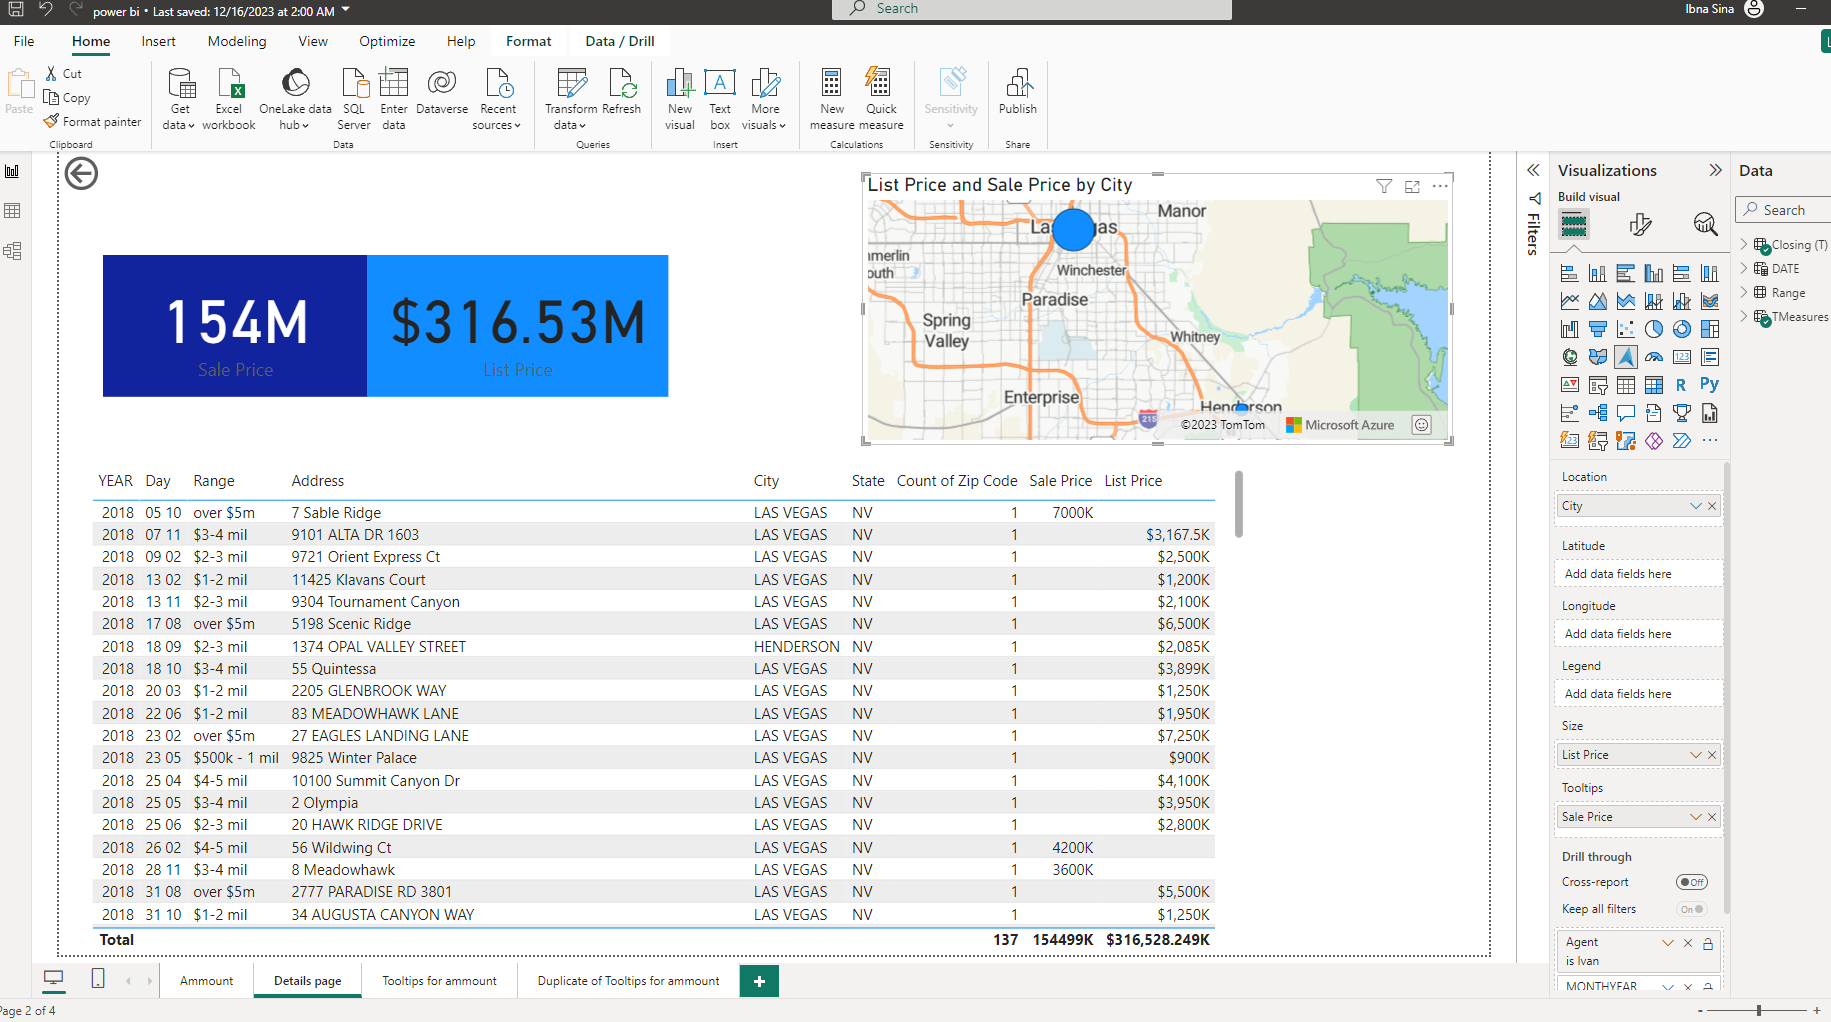 power bi • Last saved: 12/16/2023 at 2:00 AM
Search
Ibna Sina
File Home Insert Modeling View Optimize Help Format Data / Drill
Paste
Cut
Copy
Format painter
Clipboard
Get data
Excel workbook
OneLake data hub
SQL Server
Enter data
Dataverse
Recent sources
Data
Transform data
Refresh
Queries
New visual
Text box
More visuals
Insert
New measure
Quick measure
Calculations
Sensitivity
Sensitivity
Publish
Share
154M
Sale Price
$316.53M
List Price
List Price and Sale Price by City
Manor
Winchester
Paradise
Spring Valley
Whitney
Enterprise
Henderson
215
©2023 TomTom
Microsoft Azure
YEAR Day Range Address City State Count of Zip Code Sale Price List Price
2018 05 10 over $5m 7 Sable Ridge LAS VEGAS NV 1 7000K
2018 07 11 $3-4 mil 9101 ALTA DR 1603 LAS VEGAS NV 1 $3,167.5K
2018 09 02 $2-3 mil 9721 Orient Express Ct LAS VEGAS NV 1 $2,500K
2018 13 02 $1-2 mil 11425 Klavans Court LAS VEGAS NV 1 $1,200K
2018 13 11 $2-3 mil 9304 Tournament Canyon LAS VEGAS NV 1 $2,100K
2018 17 08 over $5m 5198 Scenic Ridge LAS VEGAS NV 1 $6,500K
2018 18 09 $2-3 mil 1374 OPAL VALLEY STREET HENDERSON NV 1 $2,085K
2018 18 10 $3-4 mil 55 Quintessa LAS VEGAS NV 1 $3,899K
2018 20 03 $1-2 mil 2205 GLENBROOK WAY LAS VEGAS NV 1 $1,250K
2018 22 06 $1-2 mil 83 MEADOWHAWK LANE LAS VEGAS NV 1 $1,950K
2018 23 02 over $5m 27 EAGLES LANDING LANE LAS VEGAS NV 1 $7,250K
2018 23 05 $500k - 1 mil 9825 Winter Palace LAS VEGAS NV 1 $900K
2018 25 04 $4-5 mil 10100 Summit Canyon Dr LAS VEGAS NV 1 $4,100K
2018 25 05 $3-4 mil 2 Olympia LAS VEGAS NV 1 $3,950K
2018 25 06 $2-3 mil 20 HAWK RIDGE DRIVE LAS VEGAS NV 1 $2,800K
2018 26 02 $4-5 mil 56 Wildwing Ct LAS VEGAS NV 1 4200K
2018 28 11 $3-4 mil 8 Meadowhawk LAS VEGAS NV 1 3600K
2018 31 08 over $5m 2777 PARADISE RD 3801 LAS VEGAS NV 1 $5,500K
2018 31 10 $1-2 mil 34 AUGUSTA CANYON WAY LAS VEGAS NV 1 $1,250K
Total 137 154499K $316,528.249K
Filters
Visualizations
Build visual
R Py
123
Location
City
Latitude
Add data fields here
Longitude
Add data fields here
Legend
Add data fields here
Size
List Price
Tooltips
Sale Price
Drill through
Cross-report Off
Keep all filters On
Agent
is Ivan
MONTHYEAR
Data
Search
Closing (T)
DATE
Range
TMeasures
Ammount
Details page
Tooltips for ammount
Duplicate of Tooltips for ammount
+
Page 2 of 4
- +